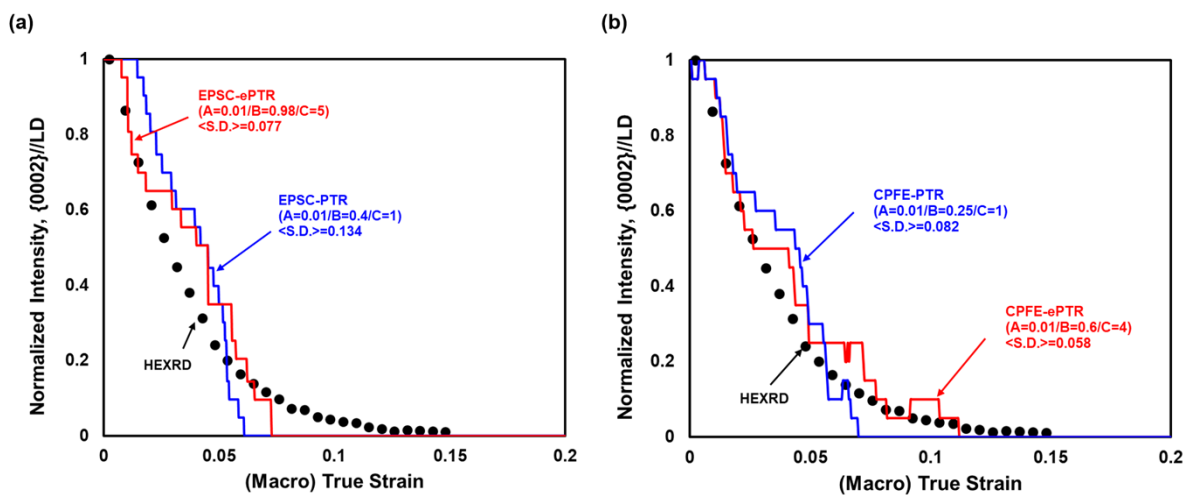 (a)
Normalized Intensity, {0002}//LD
1
0.8
0.6
0.4
0.2
0
EPSC-ePTR
(A=0.01/B=0.98/C=5)
<S.D.>=0.077
EPSC-PTR
(A=0.01/B=0.4/C=1)
<S.D.>=0.134
HEXRD
0
0.05
0.1
0.15
0.2
(Macro) True Strain
(b)
Normalized Intensity, {0002}//LD
1
0.8
0.6
0.4
0.2
0
CPFE-PTR
(A=0.01/B=0.25/C=1)
<S.D.>=0.082
CPFE-ePTR
(A=0.01/B=0.6/C=4)
<S.D.>=0.058
HEXRD
0
0.05
0.1
0.15
0.2
(Macro) True Strain